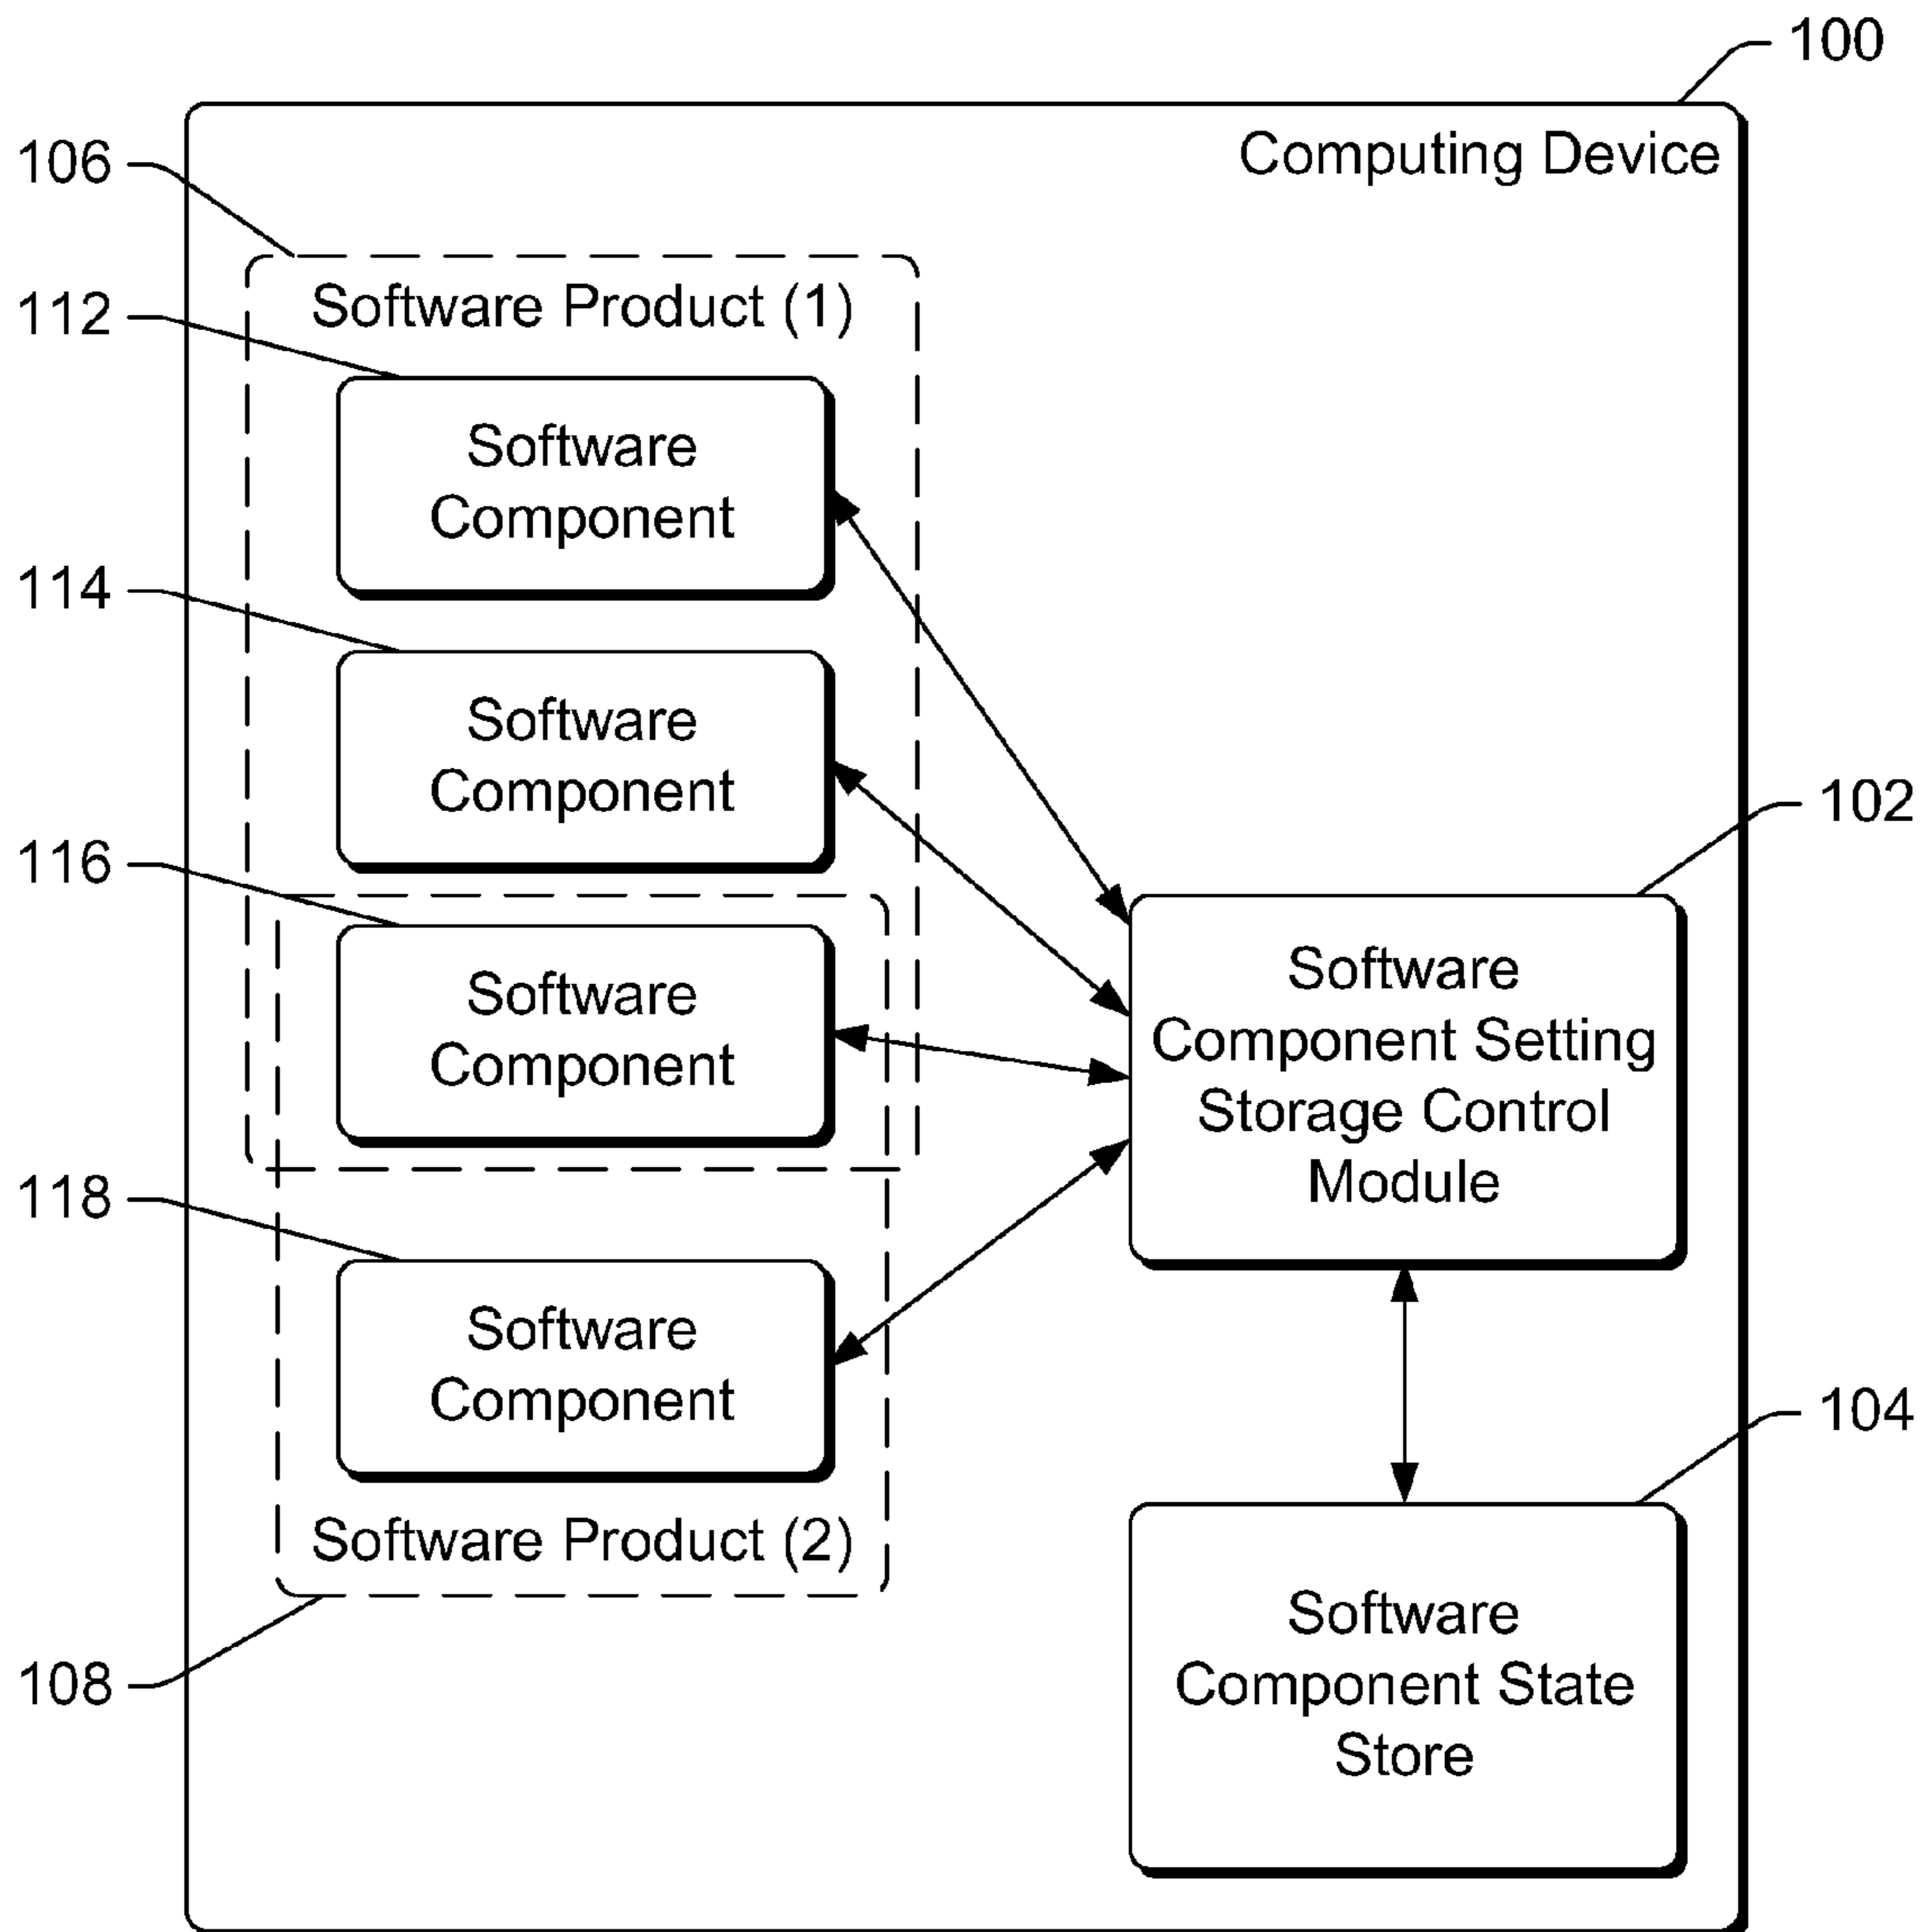 100
Computing Device
106
Software Product (1)
112
Software
Component
114
Software
Component
102
116
Software
Component
Software
Component Setting
Storage Control
Module
118
Software
Component
104
Software Product (2)
108
Software
Component State
Store